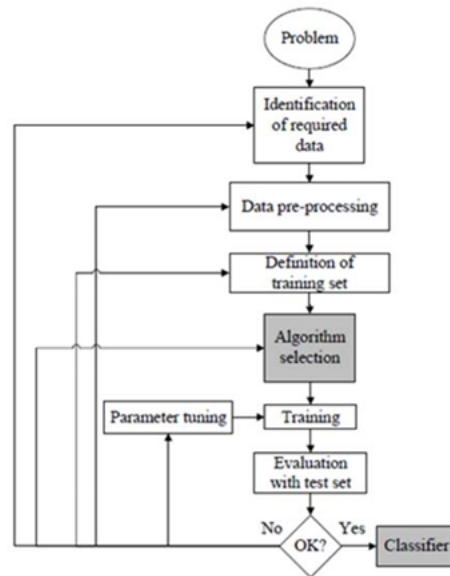 Problem
Identification
of required
data
Data pre-processing
Definition of
training set
Algorithm
selection
Parameter tuning
Training
Evaluation
with test set
No
OK?
Yes
Classifier